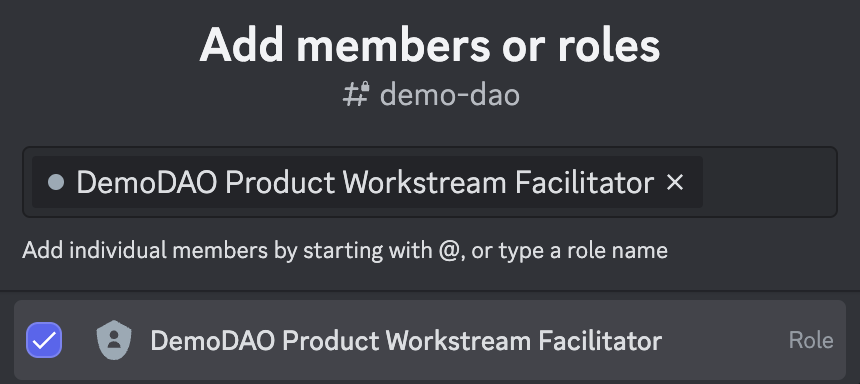 Add members or roles
demo-dao
DemoDAO Product Workstream Facilitator ×
Add individual members by starting with @, or type a role name
DemoDAO Product Workstream Facilitator Role